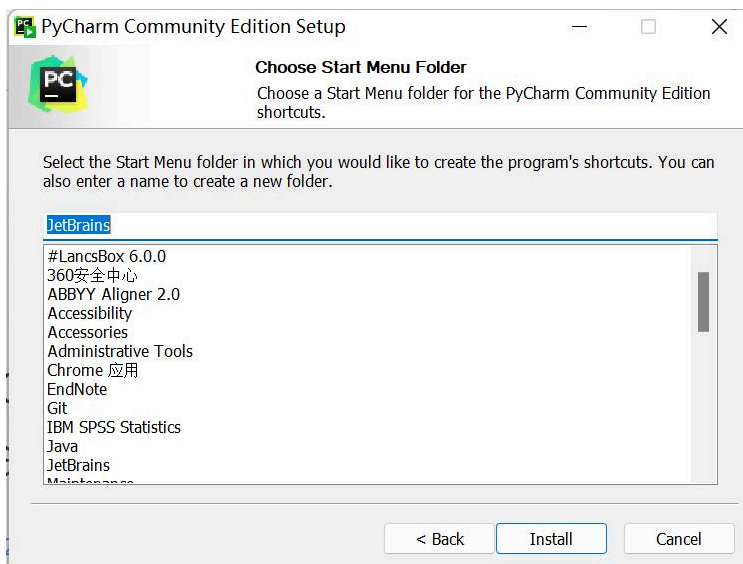 PyCharm Community Edition Setup
PC
Choose Start Menu Folder
Choose a Start Menu folder for the PyCharm Community Edition
shortcuts.
Select the Start Menu folder in which you would like to create the program's shortcuts. You can
also enter a name to create a new folder.
JetBrains
#LancsBox 6.0.0
360安全中心
ABBYY Aligner 2.0
Accessibility
Accessories
Administrative Tools
Chrome 应用
EndNote
Git
IBM SPSS Statistics
Java
JetBrains
Maintenance
< Back
Install
Cancel